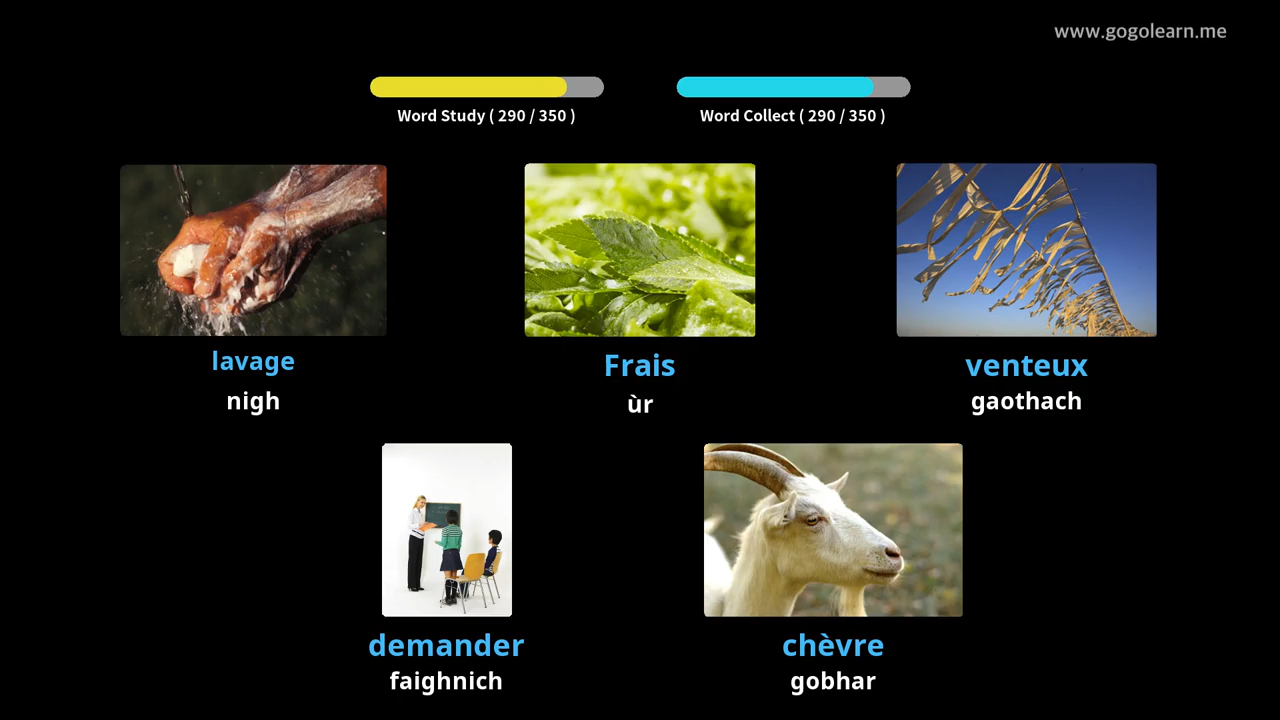 www.gogolearn.me
Word Study ( 290 / 350 )
Word Collect ( 290 / 350 )
lavage
nigh
Frais
ùr
venteux
gaothach
demander
faighnich
chèvre
gobhar